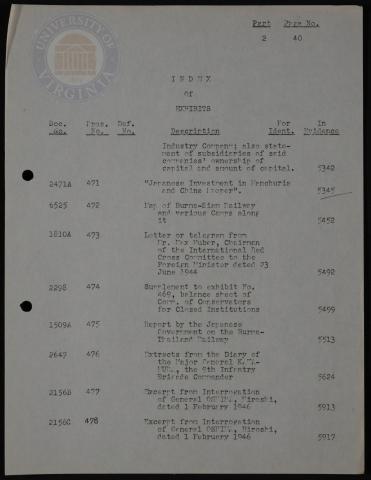 UNIVERSITY of VIRGINIA
Part Page No.
2 40
INDEX
Of
EXHIBITS
Doc. Pros. Def. For In
No. No. No. Description Ident. Evidence
Industry Company; also state-
ment of subsidiaries of said
companies' ownership of
capital and amount of capital. 5342
2471A 471 "Japanese Investment in Manchuria
and China Proper". 5345
6525 472 Map of Burma-Siam Railway
and various Camps along
it 5452
1810A 473 Letter or telegram from
Dr. Max Huber, Chairman
of the International Red
Cross Committee to the
Foreign Minister dated 23
June 1944 5492
2298 474 Supplement to exhibit No.
469, balance sheet of
Com. of Conservators
for Closed Institutions 5499
1509A 475 Report by the Japanese
Government on the Burma-
Thailand Railway 5513
2647 476 Extracts from the Diary of
the Major General
the 9th Infantry
Brigade Commander 5624
2156B 477 Excerpt from Interrogation
of General OSHIMA, Hiroshi,
dated 1 February 1946 5913
2156C 478 Excerpt from Interrogation
of General OSHIMA, Hiroshi,
dated 1 February 1946 5917